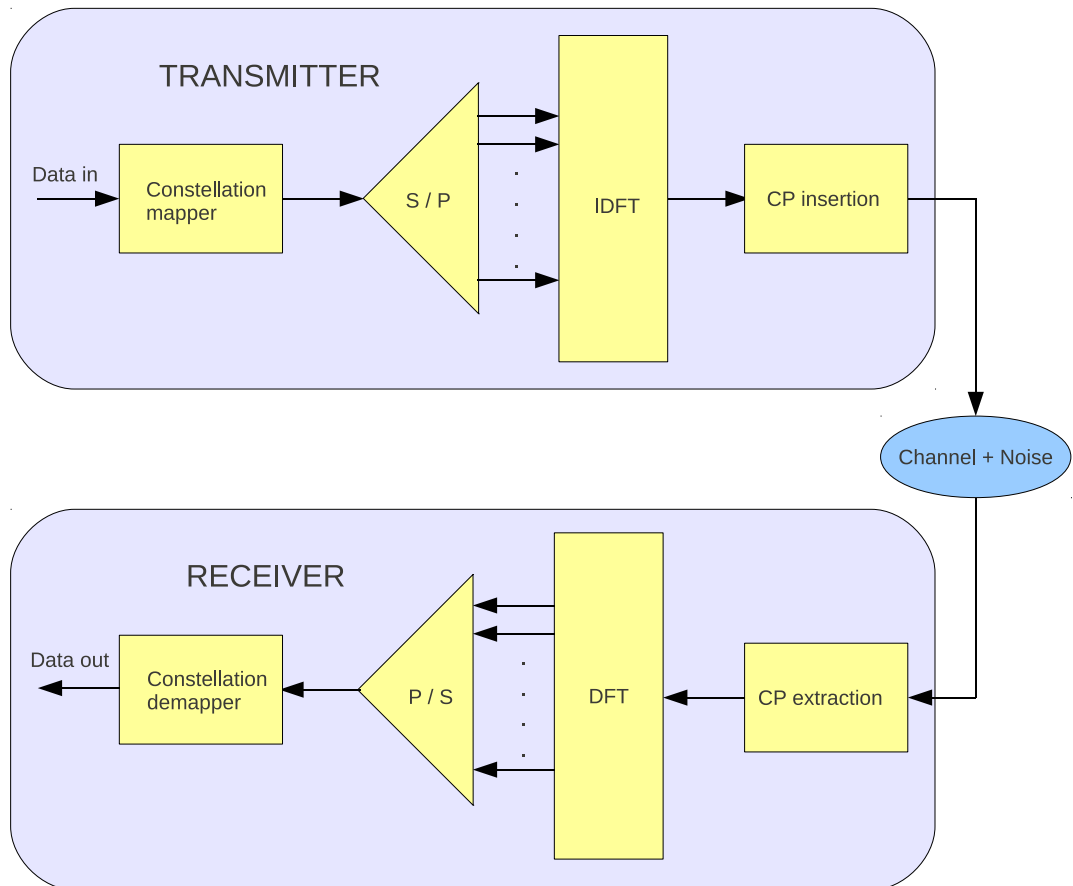 TRANSMITTER
Data in
Constellation
mapper
S / P
IDFT
CP insertion
Channel + Noise
RECEIVER
Data out
Constellation
demapper
P / S
DFT
CP extraction